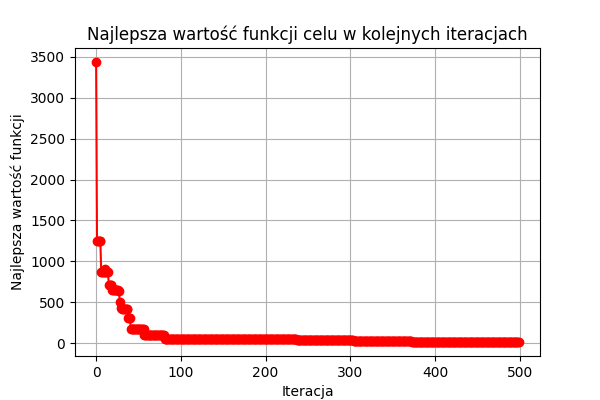 Najlepsza wartość funkcji celu w kolejnych iteracjach
Najlepsza wartość funkcji
3500
3000
2500
2000
1500
1000
500
0
0 100 200 300 400 500
Iteracja